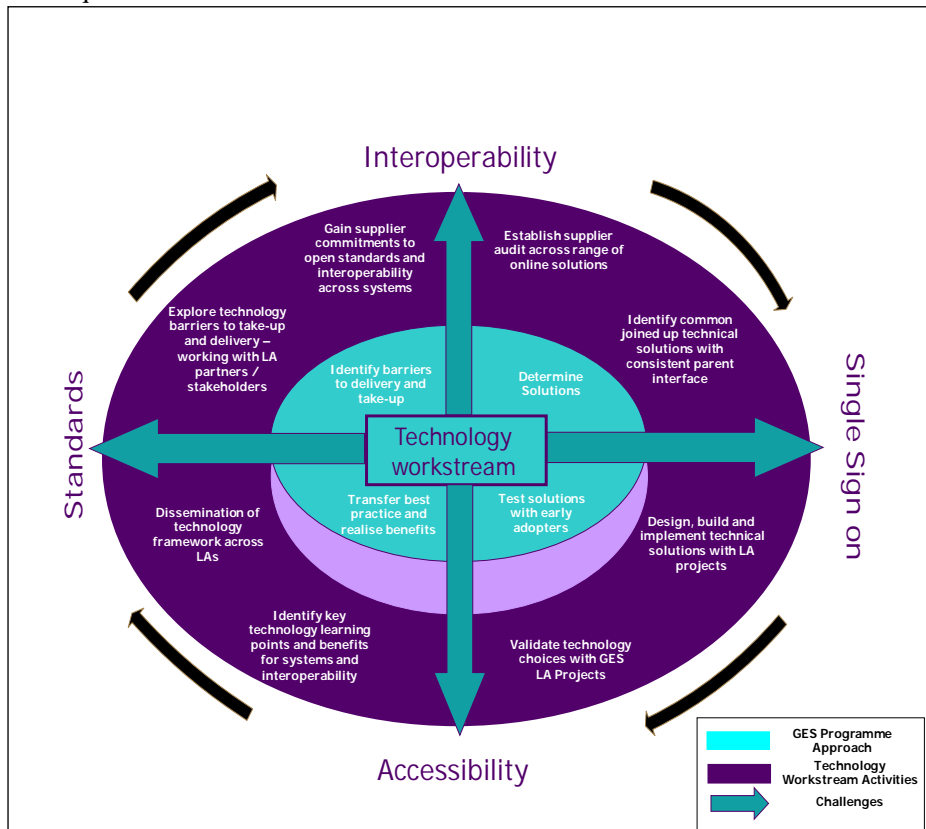 Interoperability
Gain supplier
commitments to
open standards and
interoperability
across systems
Establish supplier
audit across range of
online solutions
Explore technology
barriers to take-up
and delivery –
working with LA
partners /
stakeholders
Identify common
joined up technical
solutions with
consistent parent
interface
Identify barriers
to delivery and
take-up
Determine
Solutions
Standards
Technology
workstream
Single Sign on
Transfer best
practice and
realise benefits
Test solutions
with early
adopters
Dissemination of
technology
framework across
LAs
Design, build and
implement technical
solutions with LA
projects
Identify key
technology learning
points and benefits
for systems and
interoperability
Validate technology
choices with GES
LA Projects
Accessibility
GES Programme
Approach
Technology
Workstream Activities
Challenges